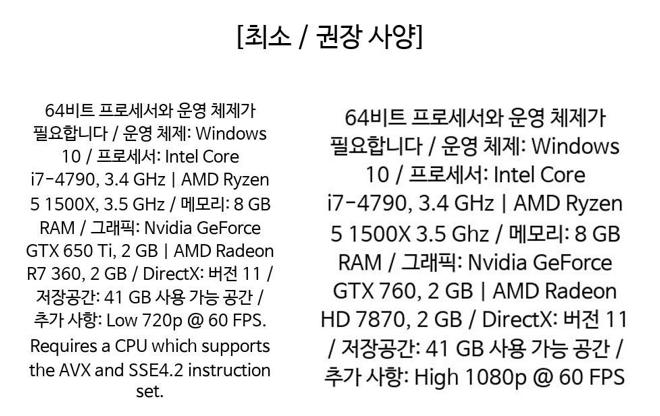 [최소 / 권장 사양]
64비트 프로세서와 운영 체제가
필요합니다 / 운영 체제: Windows
10 / 프로세서: Intel Core
i7-4790, 3.4 GHz | AMD Ryzen
5 1500X, 3.5 GHz / 메모리: 8 GB
RAM / 그래픽: Nvidia GeForce
GTX 650 Ti, 2 GB | AMD Radeon
R7 360, 2 GB / DirectX: 버전 11 /
저장공간: 41 GB 사용 가능 공간 /
추가 사항: Low 720p @ 60 FPS.
Requires a CPU which supports
the AVX and SSE4.2 instruction
set.
64비트 프로세서와 운영 체제가
필요합니다 / 운영 체제: Windows
10 / 프로세서: Intel Core
i7-4790, 3.4 GHz | AMD Ryzen
5 1500X 3.5 Ghz / 메모리: 8 GB
RAM / 그래픽: Nvidia GeForce
GTX 760, 2 GB | AMD Radeon
HD 7870, 2 GB / DirectX: 버전 11
/ 저장공간: 41 GB 사용 가능 공간 /
추가 사항: High 1080p @ 60 FPS